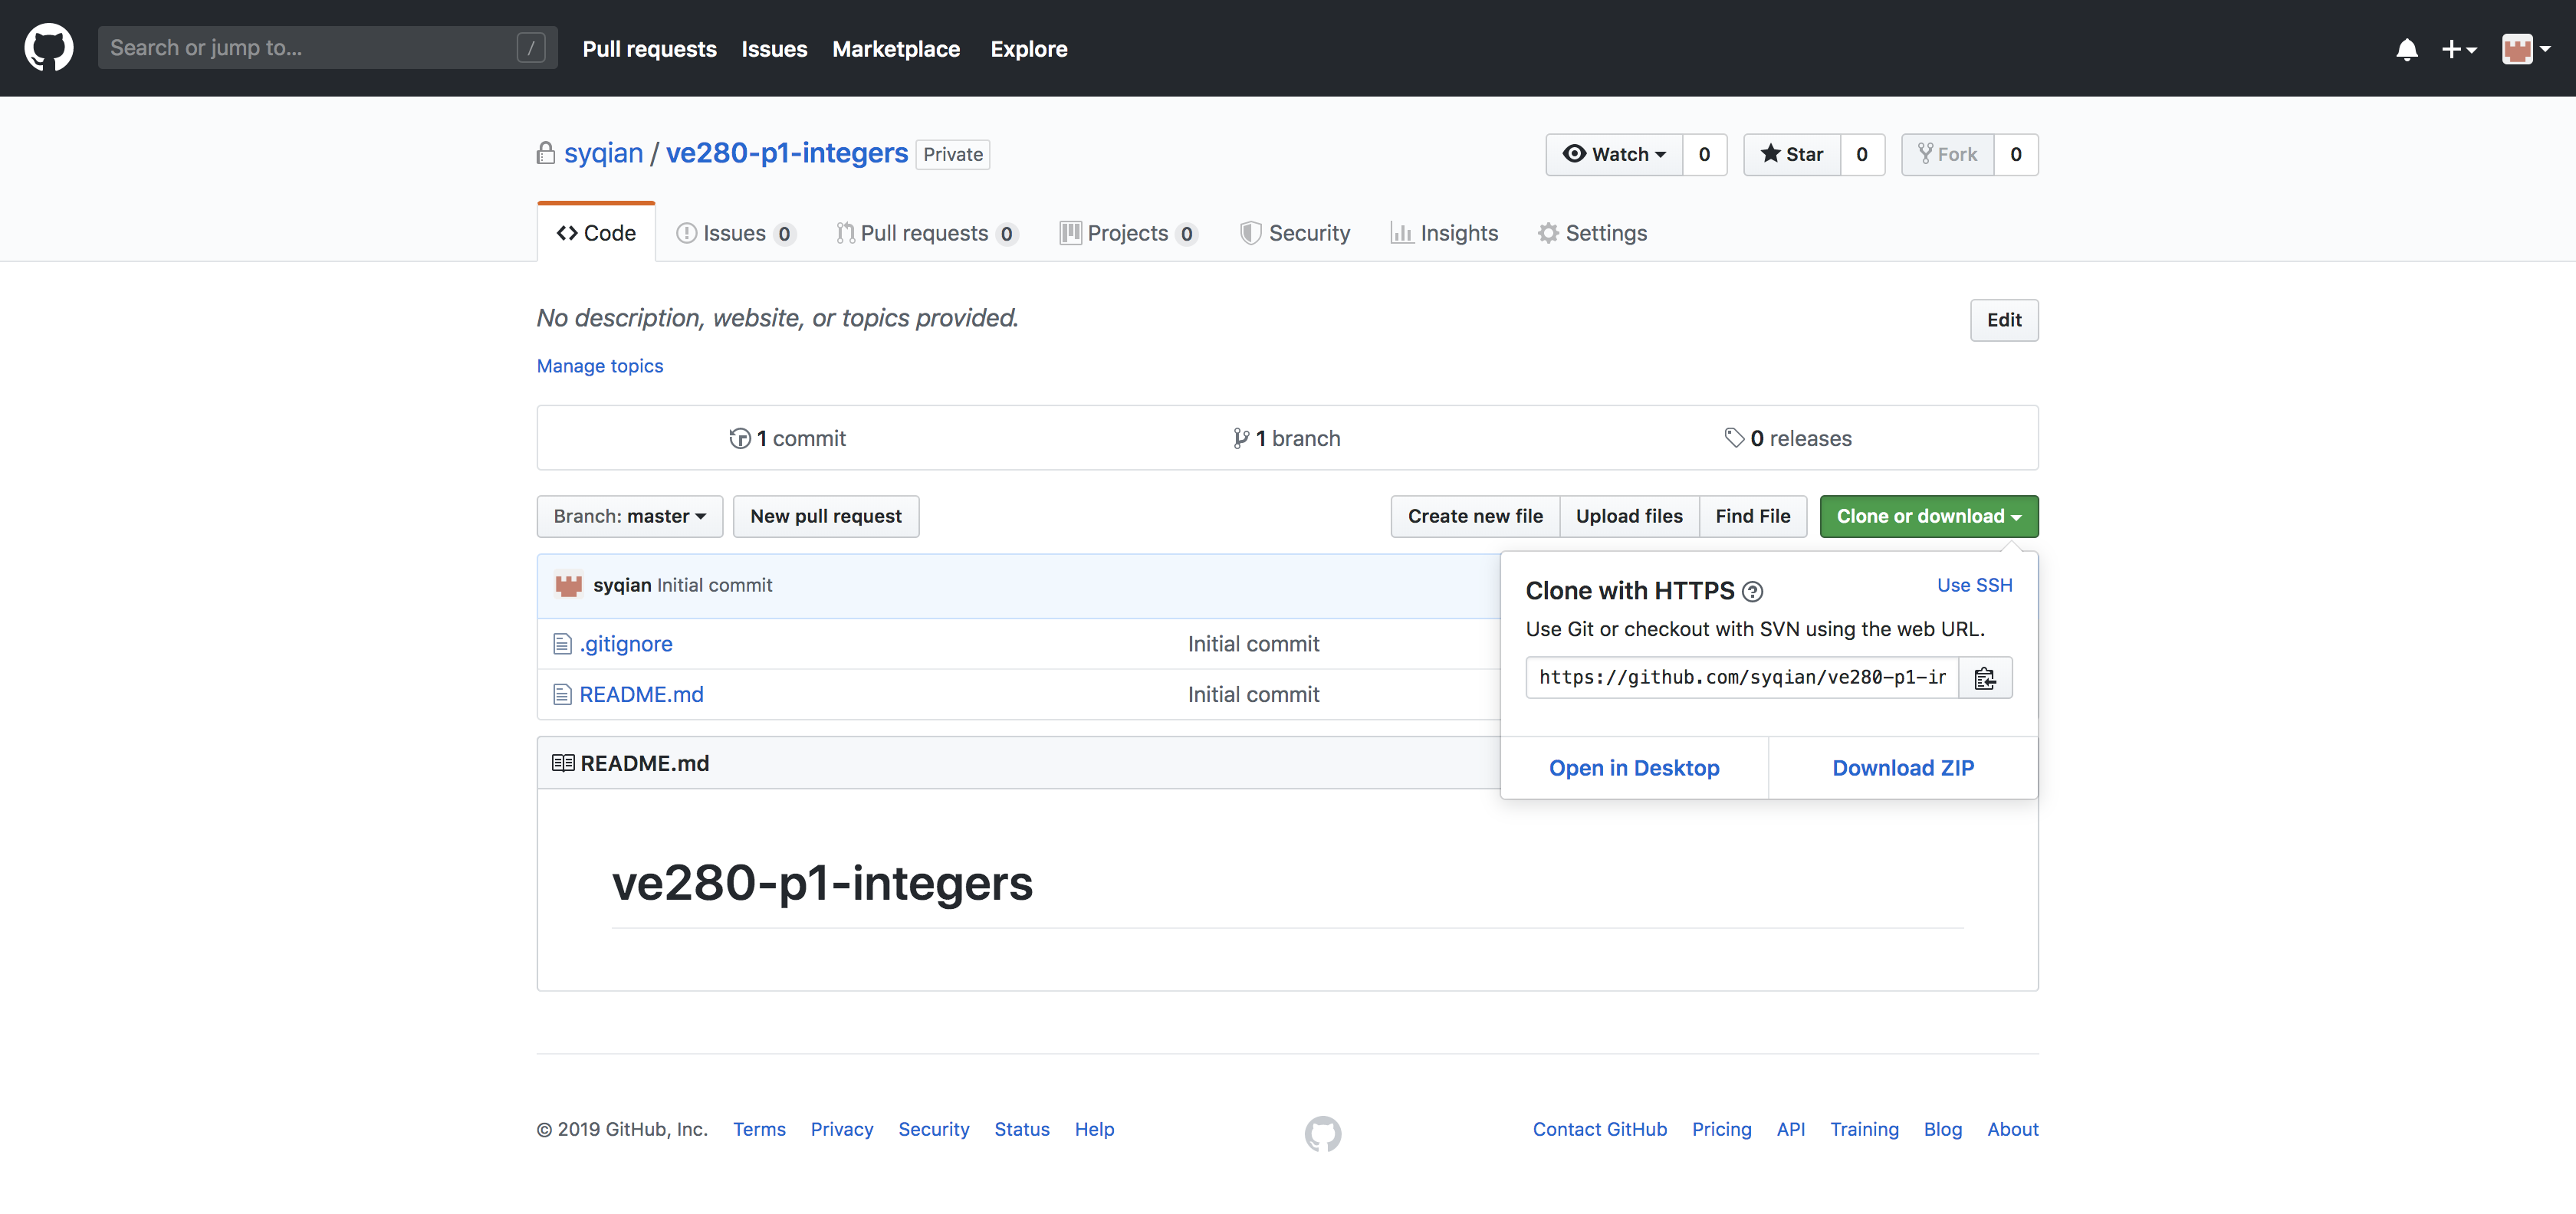 Search or jump to... /
Pull requests Issues Marketplace Explore
syqian / ve280-p1-integers Private
Watch 0 Star 0 Fork 0
Code Issues 0 Pull requests 0 Projects 0 Security Insights Settings
No description, website, or topics provided.
Edit
Manage topics
1 commit 1 branch 0 releases
Branch: master New pull request Create new file Upload files Find File Clone or download
syqian Initial commit
.gitignore Initial commit
README.md Initial commit
Clone with HTTPS ? Use SSH
Use Git or checkout with SVN using the web URL.
https://github.com/syqian/ve280-p1-ir
Open in Desktop Download ZIP
README.md
ve280-p1-integers
© 2019 GitHub, Inc. Terms Privacy Security Status Help Contact GitHub Pricing API Training Blog About